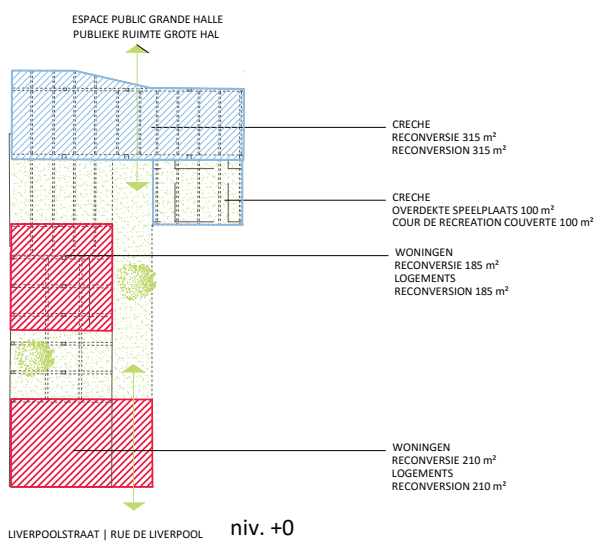 ESPACE PUBLIC GRANDE HALLE
PUBLIEKE RUIMTE GROTE HAL
CRECHE
RECONVERSIE 315 m²
RECONVERSION 315 m²
CRECHE
OVERDEKTE SPEELPLAATS 100 m²
COUR DE RECREATION COUVERTE 100 m²
WONINGEN
RECONVERSIE 185 m²
LOGEMENTS
RECONVERSION 185 m²
WONINGEN
RECONVERSIE 210 m²
LOGEMENTS
RECONVERSION 210 m²
LIVERPOOLSTRAAT | RUE DE LIVERPOOL niv. +0